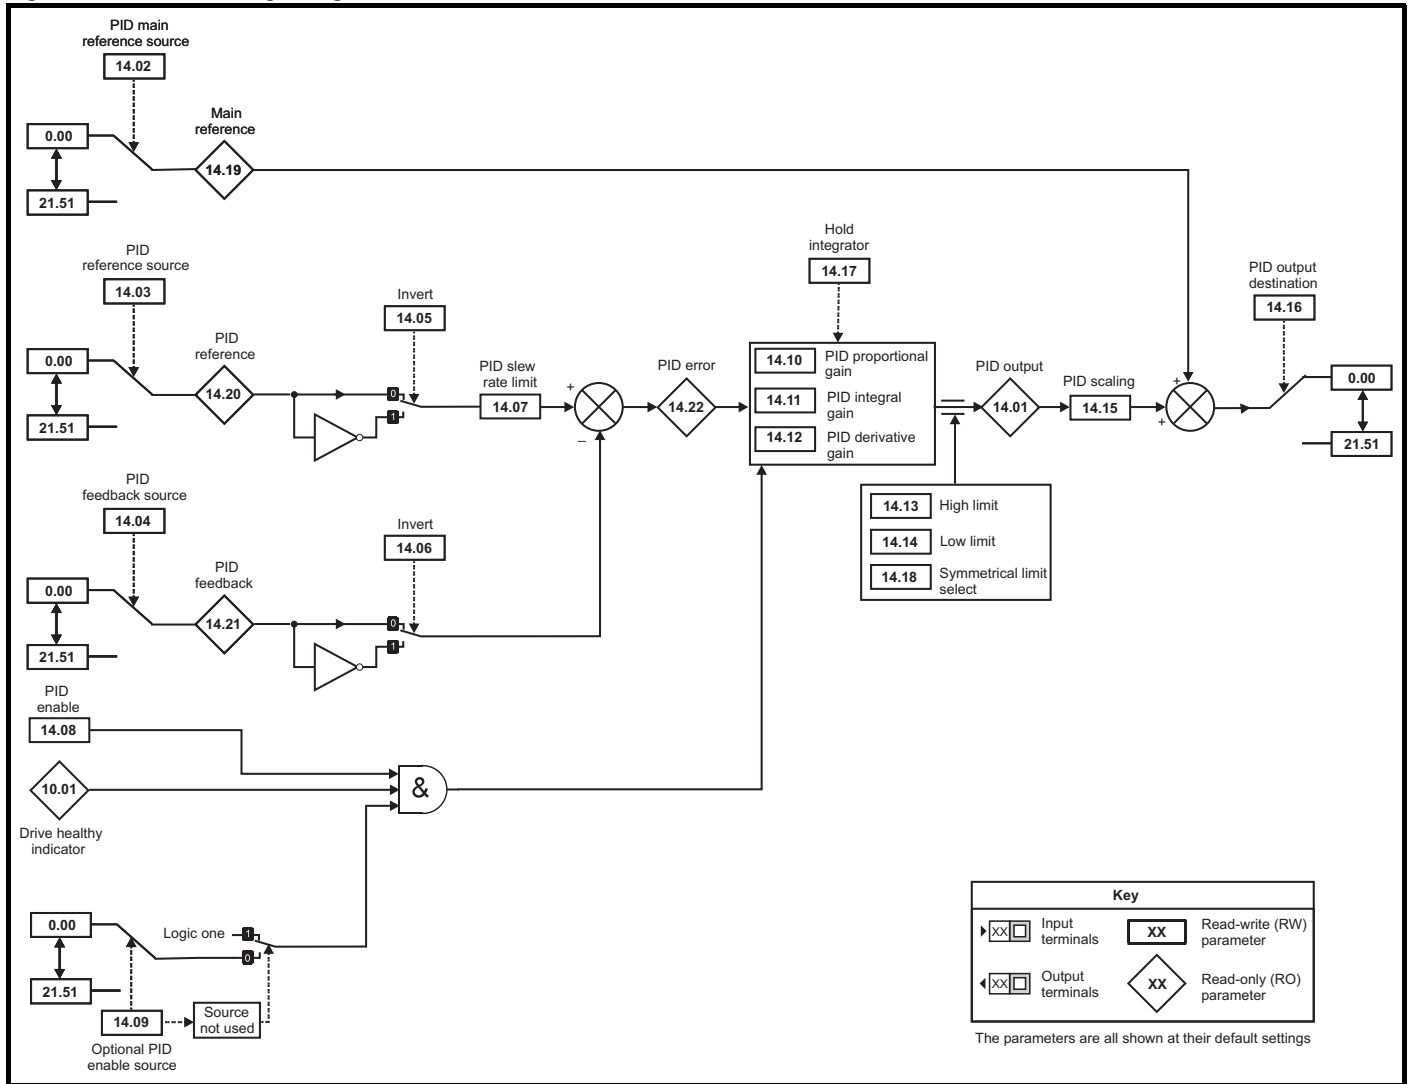 PID main
reference source
14.02
0.00
21.51
Main
reference
14.19
PID
reference source
14.03
0.00
21.51
PID
reference
14.20
Invert
14.05
0
1
PID slew
rate limit
14.07
+
–
PID error
14.22
Hold
integrator
14.17
14.10 PID proportional
gain
14.11 PID integral
gain
14.12 PID derivative
gain
PID output
14.01
PID scaling
14.15
+
+
PID output
destination
14.16
0.00
21.51
14.13 High limit
14.14 Low limit
14.18 Symmetrical limit
select
PID
feedback source
14.04
0.00
21.51
PID
feedback
14.21
Invert
14.06
0
1
PID
enable
14.08
10.01
Drive healthy
indicator
&
0.00
21.51
Logic one
1
0
14.09
Optional PID
enable source
Source
not used
Key
XX Input
terminals
XX Read-write (RW)
parameter
XX Output
terminals
XX Read-only (RO)
parameter
The parameters are all shown at their default settings